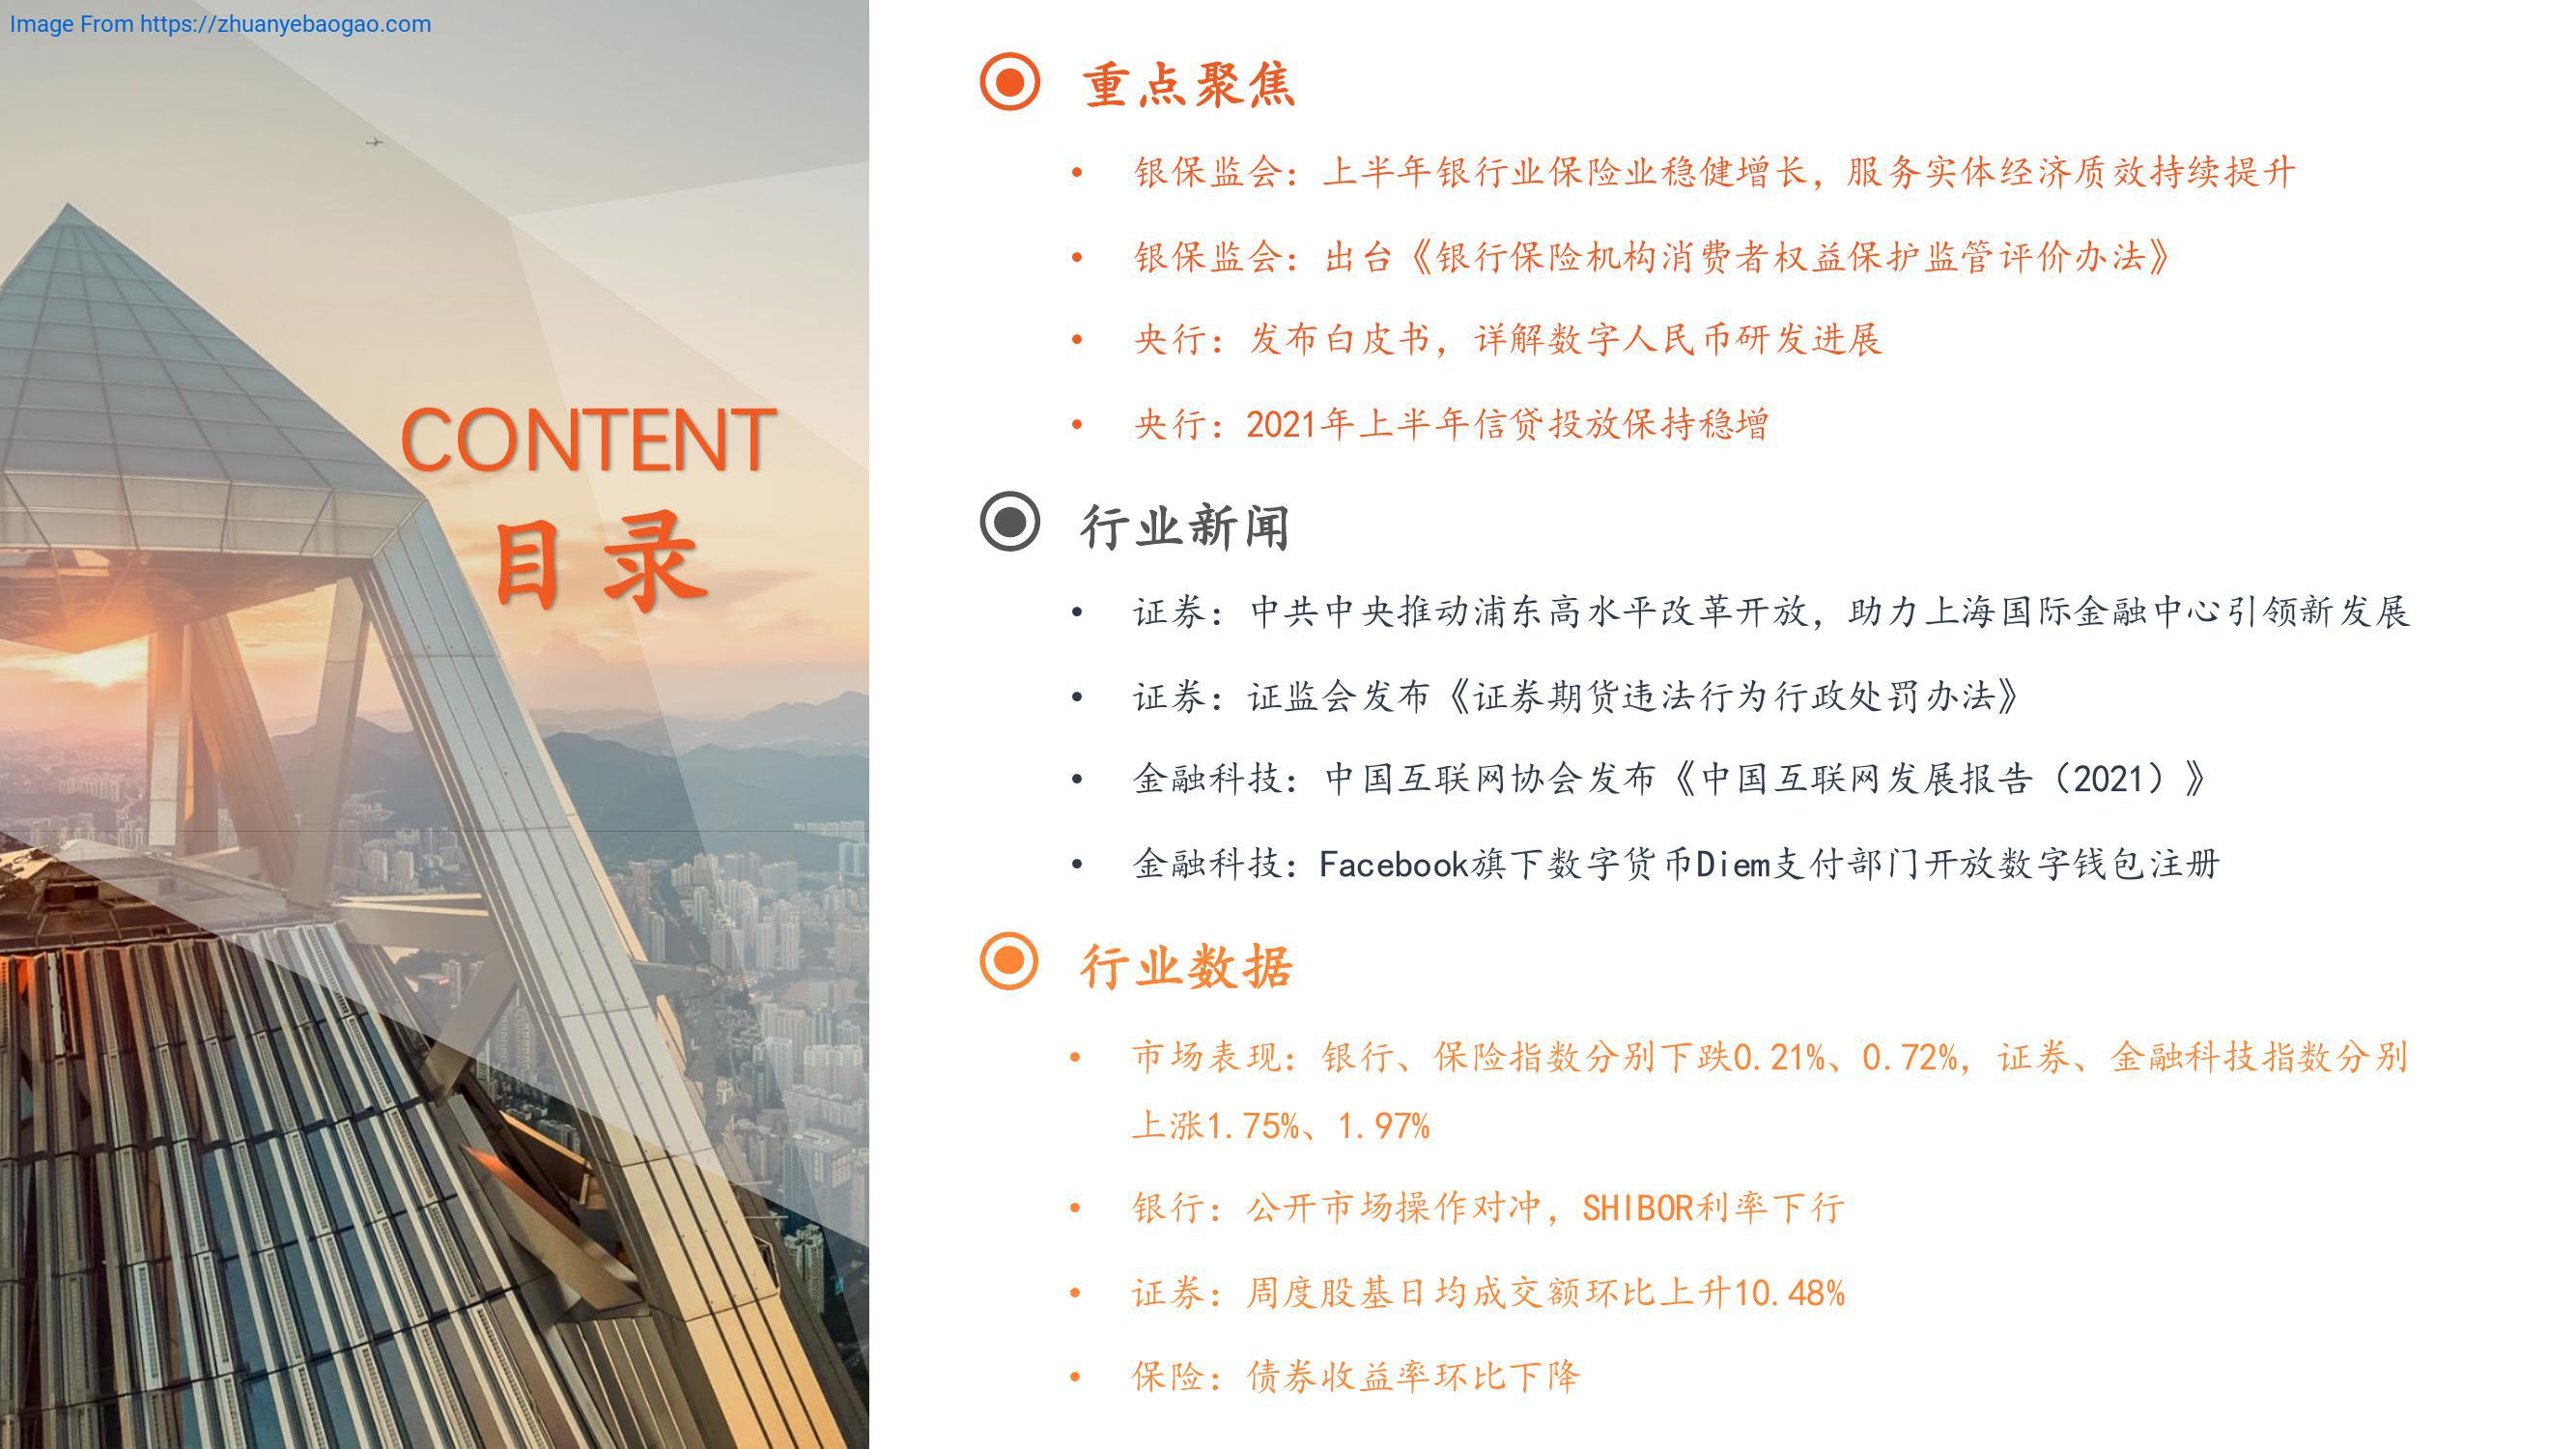 Image From https://zhuanyebaogao.com
CONTENT
目录
重点聚焦
• 银保监会：上半年银行业保险业稳健增长，服务实体经济质效持续提升
• 银保监会：出台《银行保险机构消费者权益保护监管评价办法》
• 央行：发布白皮书，详解数字人民币研发进展
• 央行：2021年上半年信贷投放保持稳增
行业新闻
• 证券：中共中央推动浦东高水平改革开放，助力上海国际金融中心引领新发展
• 证券：证监会发布《证券期货违法行为行政处罚办法》
• 金融科技：中国互联网协会发布《中国互联网发展报告（2021）》
• 金融科技：Facebook旗下数字货币Diem支付部门开放数字钱包注册
行业数据
• 市场表现：银行、保险指数分别下跌0.21%、0.72%，证券、金融科技指数分别
上涨1.75%、1.97%
• 银行：公开市场操作对冲，SHIBOR利率下行
• 证券：周度股基日均成交额环比上升10.48%
• 保险：债券收益率环比下降